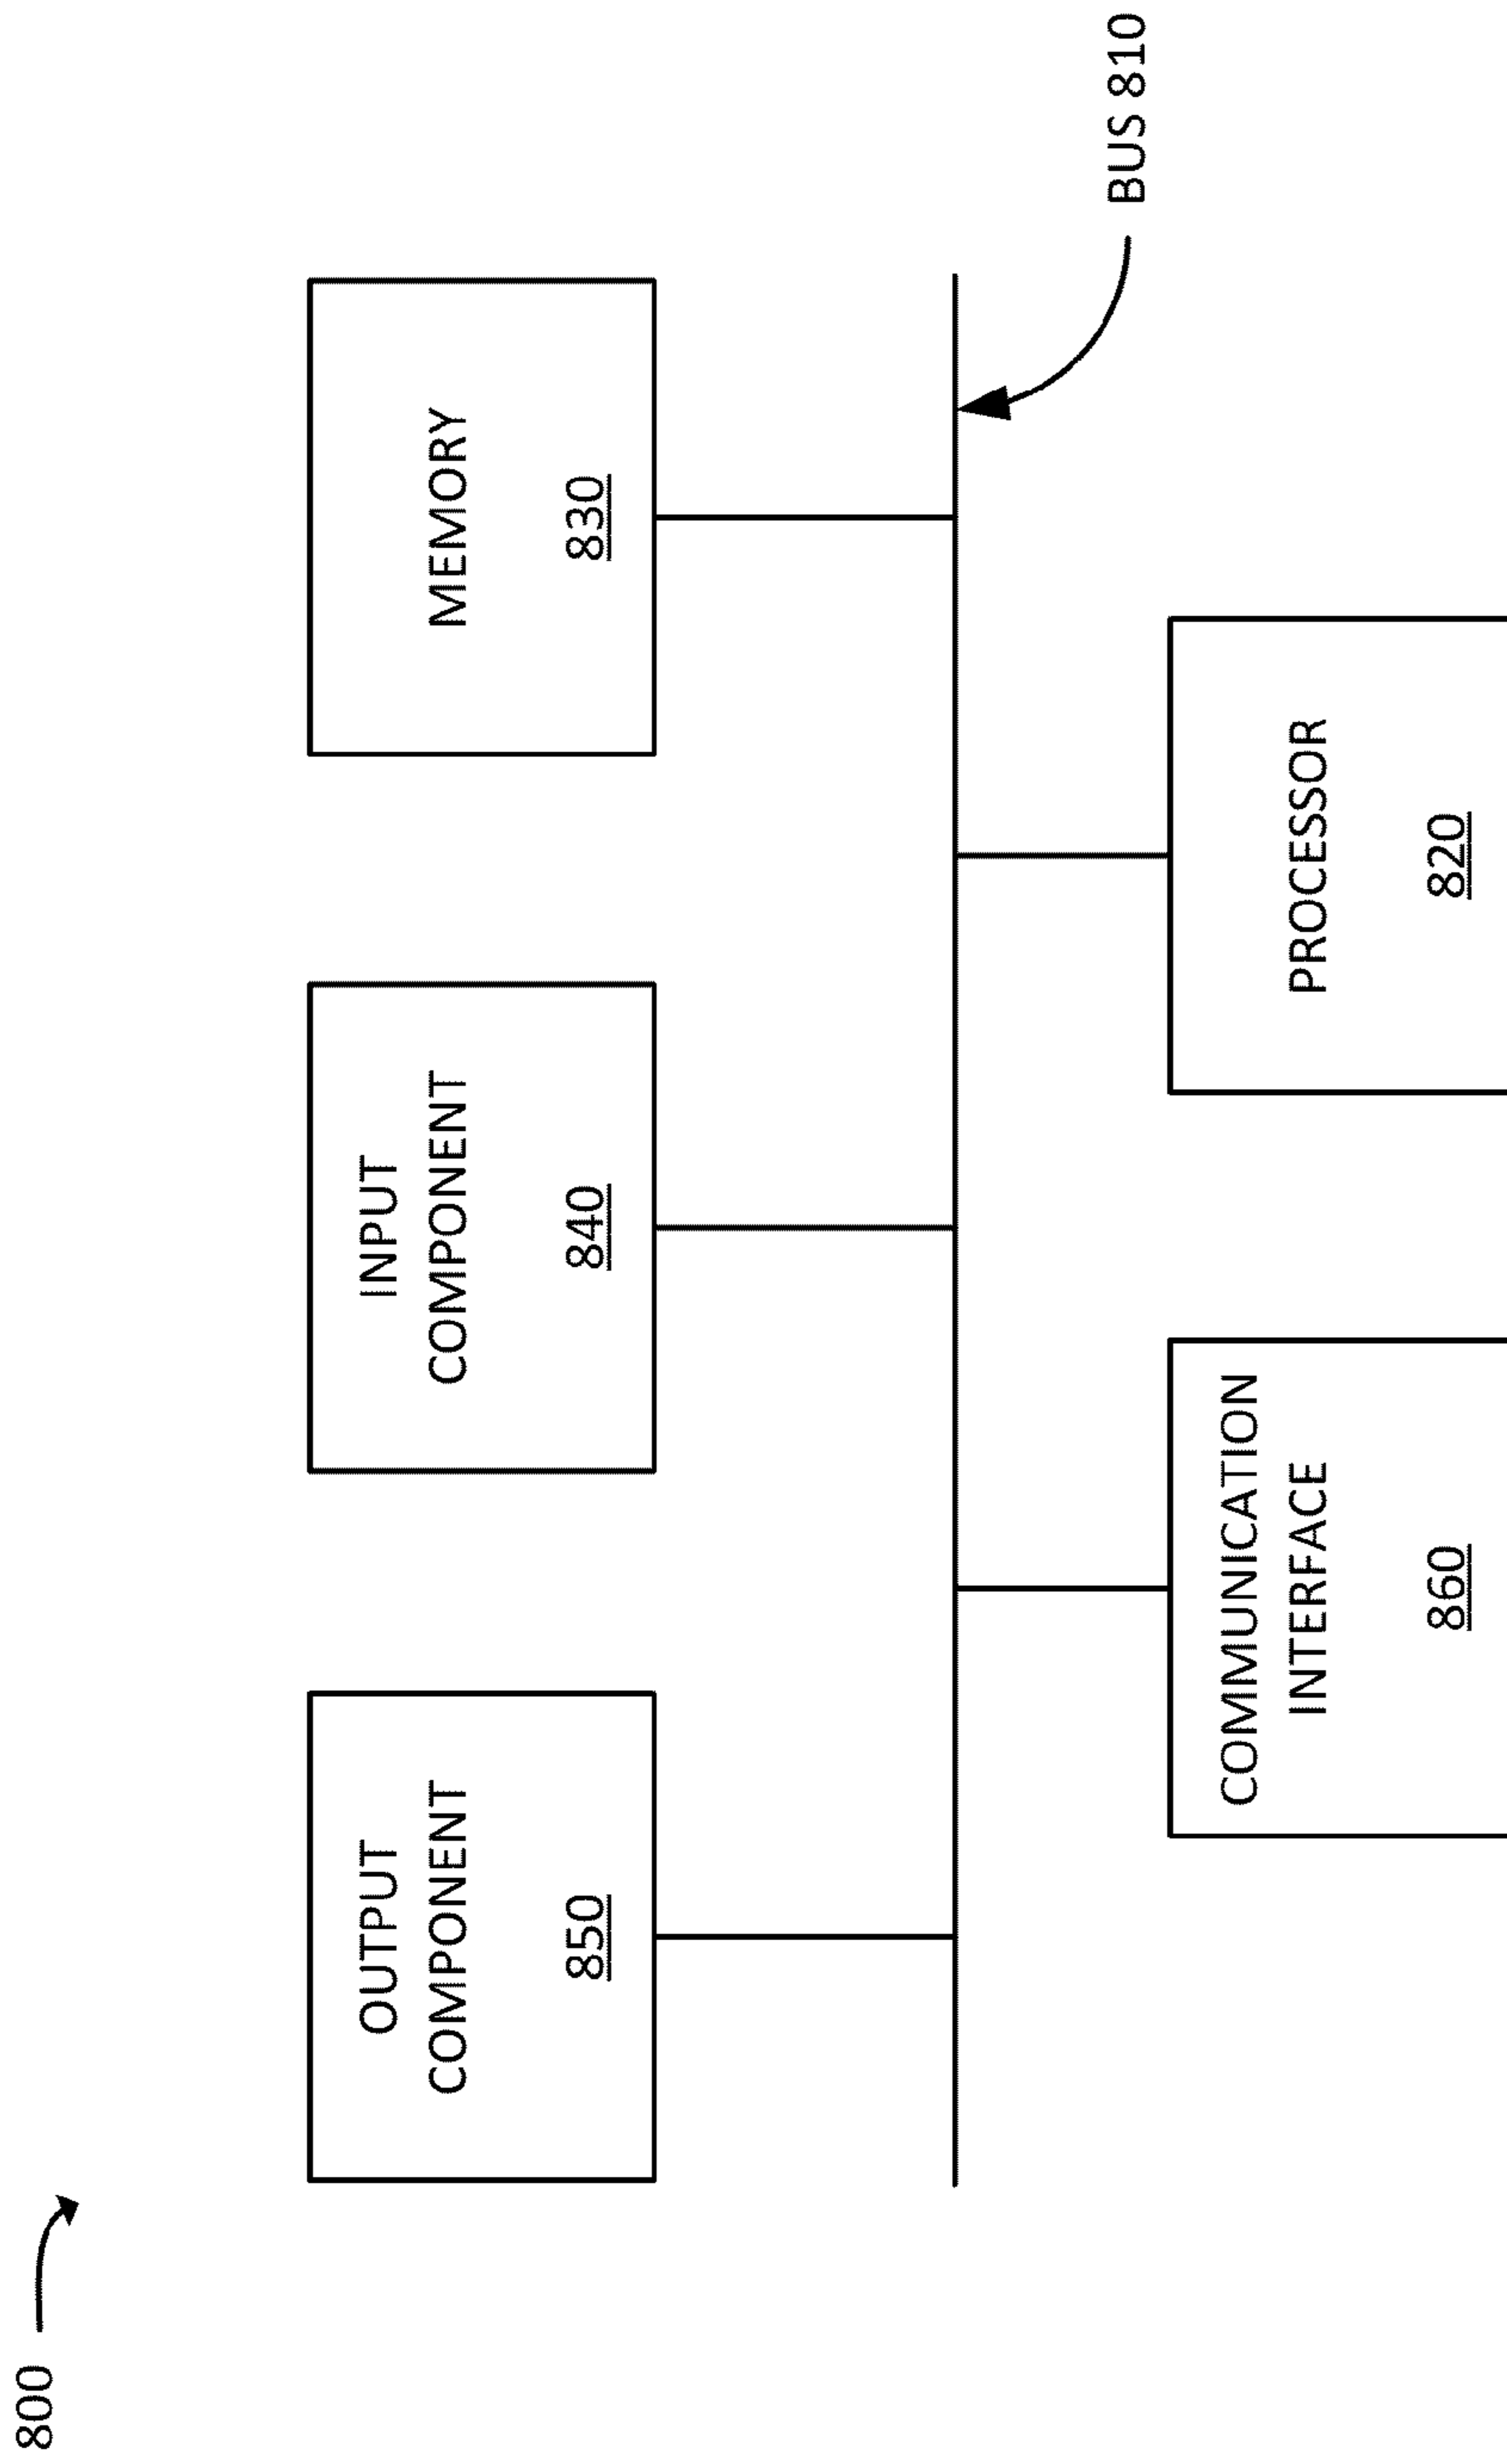 800
OUTPUT
COMPONENT
850
INPUT
COMPONENT
840
MEMORY
830
BUS 810
COMMUNICATION
INTERFACE
860
PROCESSOR
820